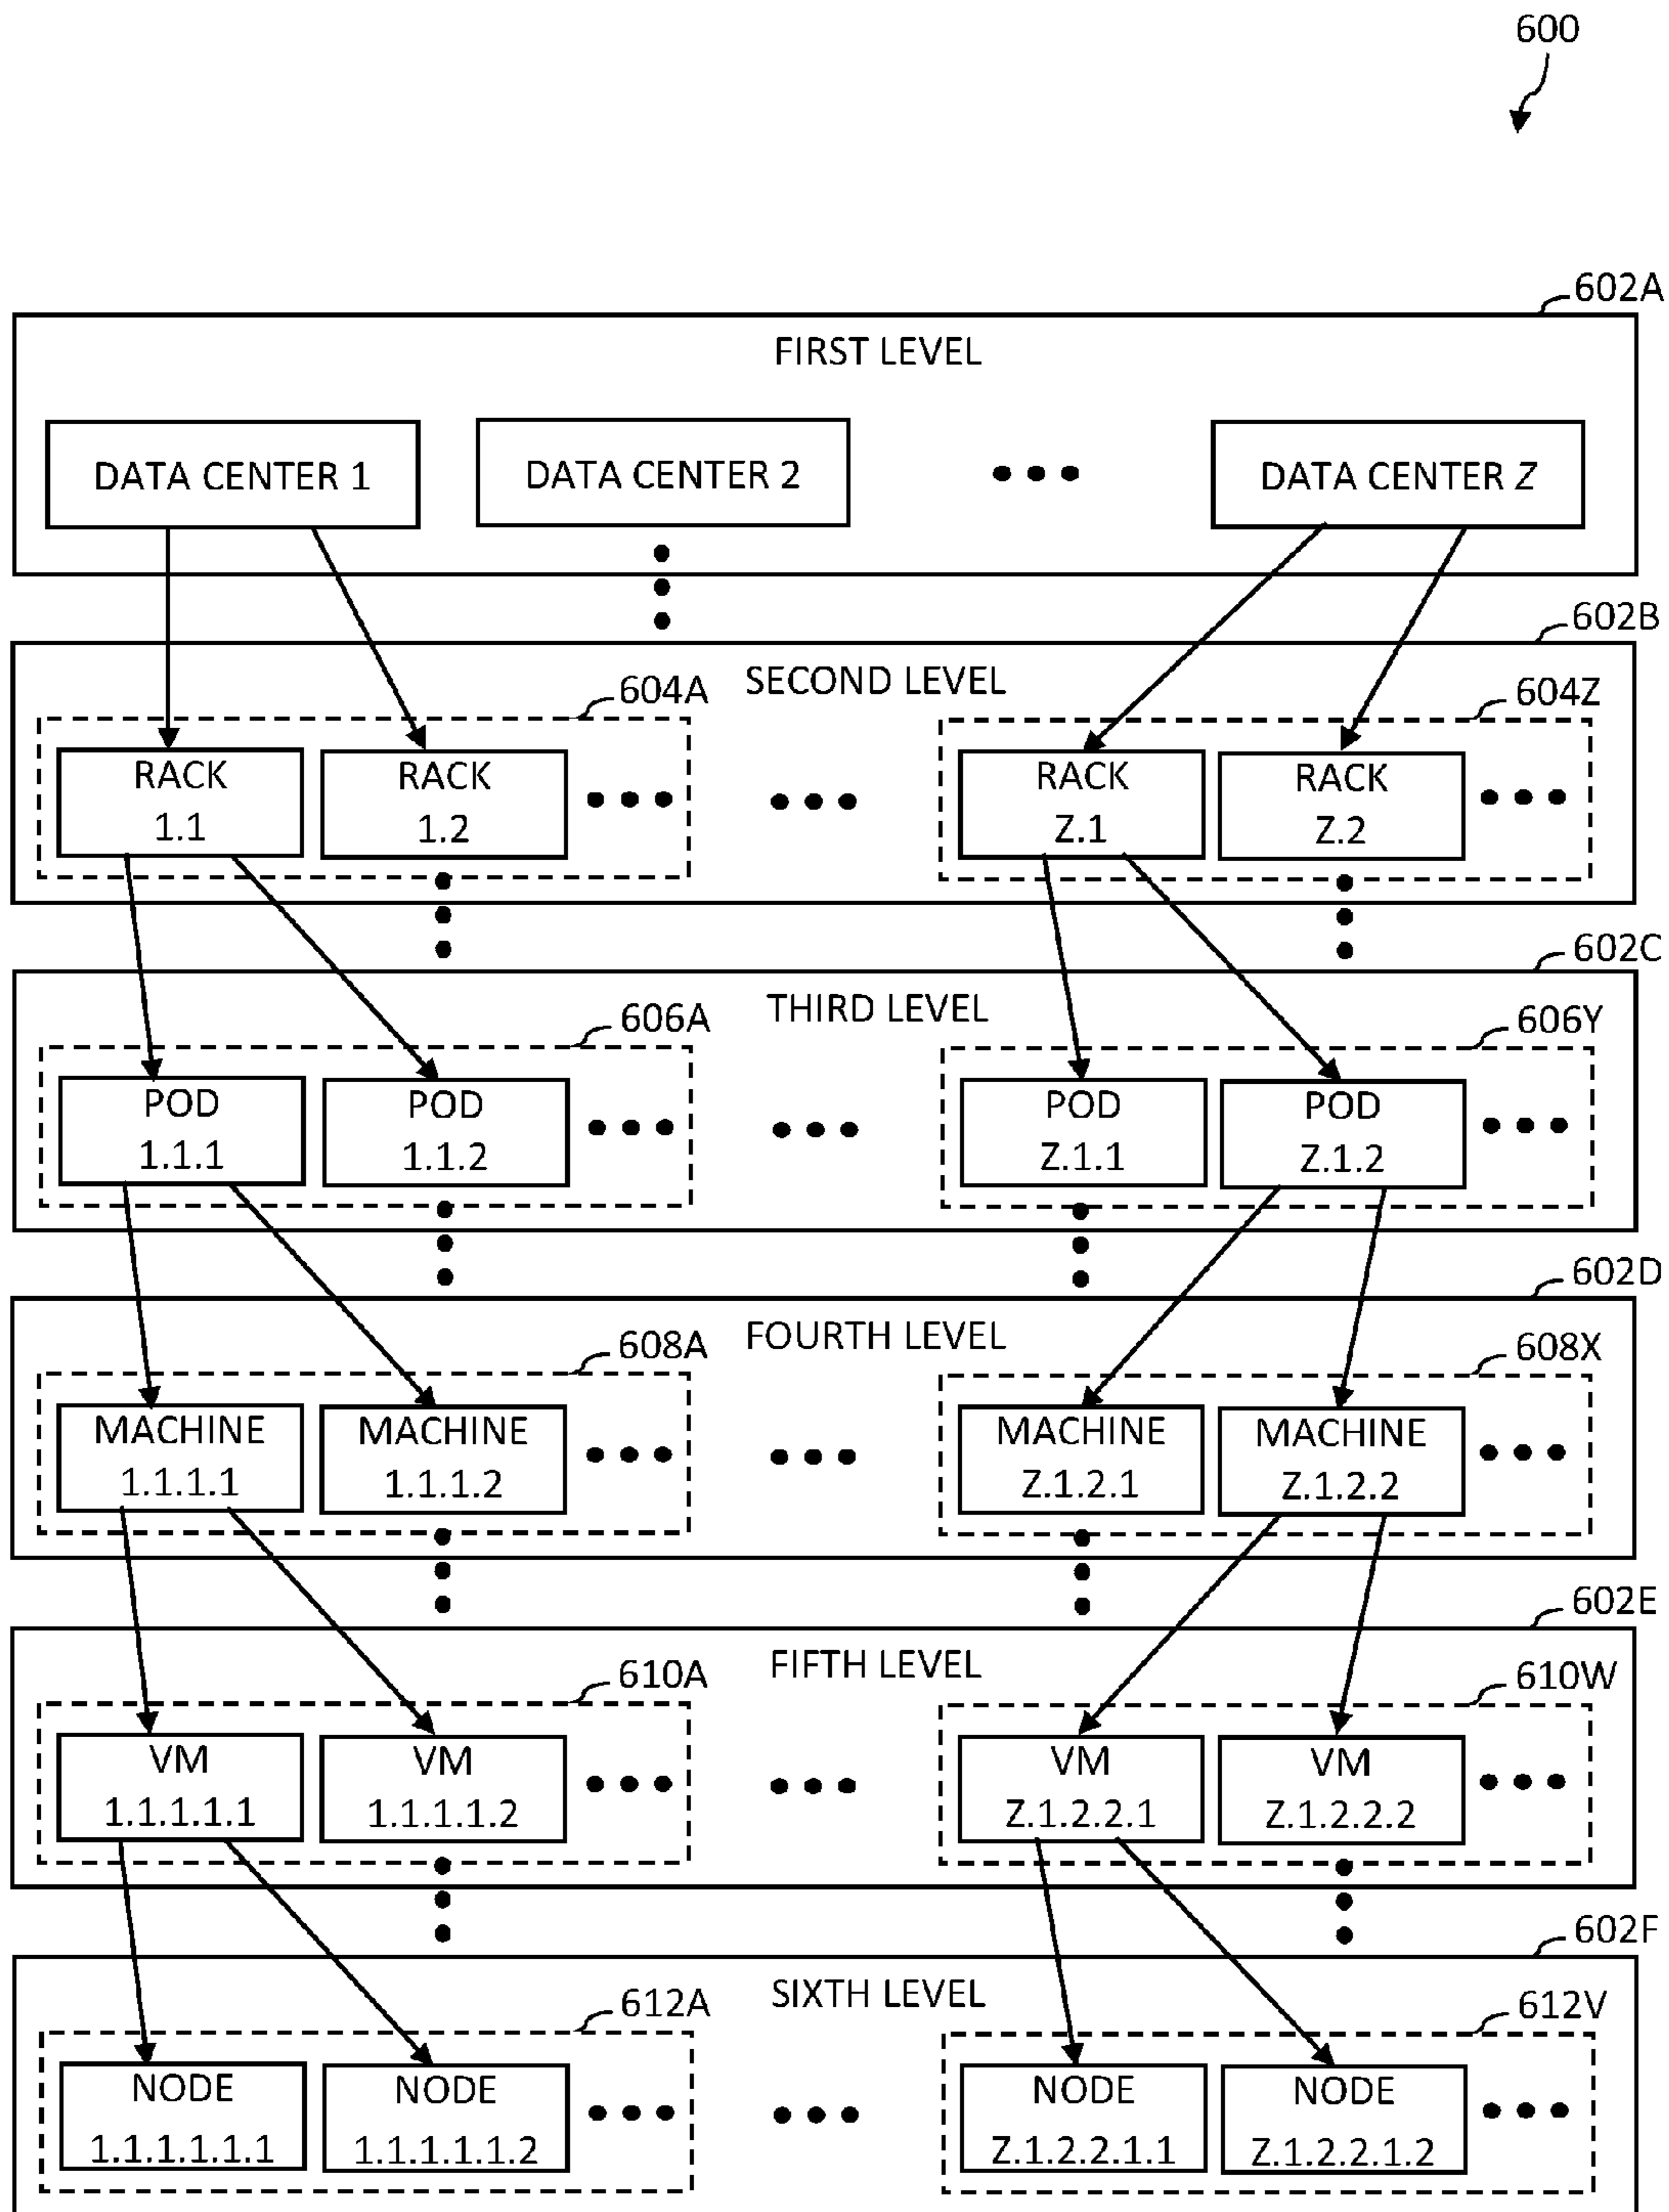 600
602A
FIRST LEVEL
DATA CENTER 1
DATA CENTER 2
DATA CENTER Z
602B
SECOND LEVEL
604A
604Z
RACK
1.1
RACK
1.2
RACK
Z.1
RACK
Z.2
602C
THIRD LEVEL
606A
606Y
POD
1.1.1
POD
1.1.2
POD
Z.1.1
POD
Z.1.2
602D
FOURTH LEVEL
608A
608X
MACHINE
1.1.1.1
MACHINE
1.1.1.2
MACHINE
Z.1.2.1
MACHINE
Z.1.2.2
602E
FIFTH LEVEL
610A
610W
VM
1.1.1.1.1
VM
1.1.1.1.2
VM
Z.1.2.2.1
VM
Z.1.2.2.2
602F
SIXTH LEVEL
612A
612V
NODE
1.1.1.1.1.1
NODE
1.1.1.1.1.2
NODE
Z.1.2.2.1.1
NODE
Z.1.2.2.1.2